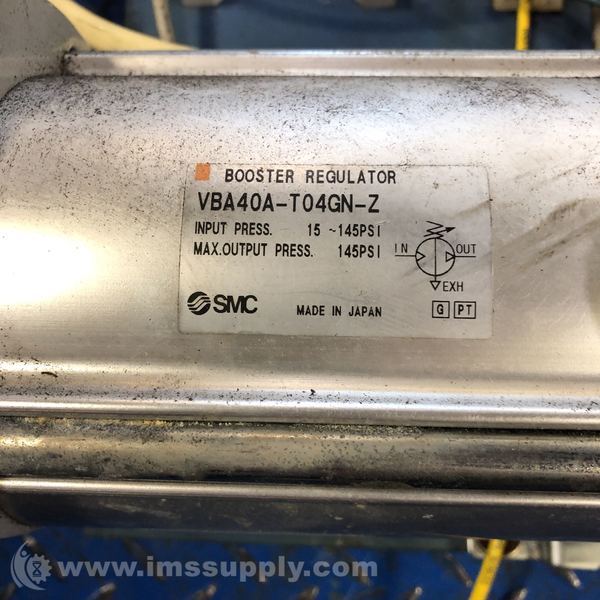 BOOSTER REGULATOR
VBA40A-T04GN-Z
INPUT PRESS. 15 ~145PSI
MAX.OUTPUT PRESS. 145PSI
IN OUT
EXH
SMC MADE IN JAPAN G PT
www.imssupply.com